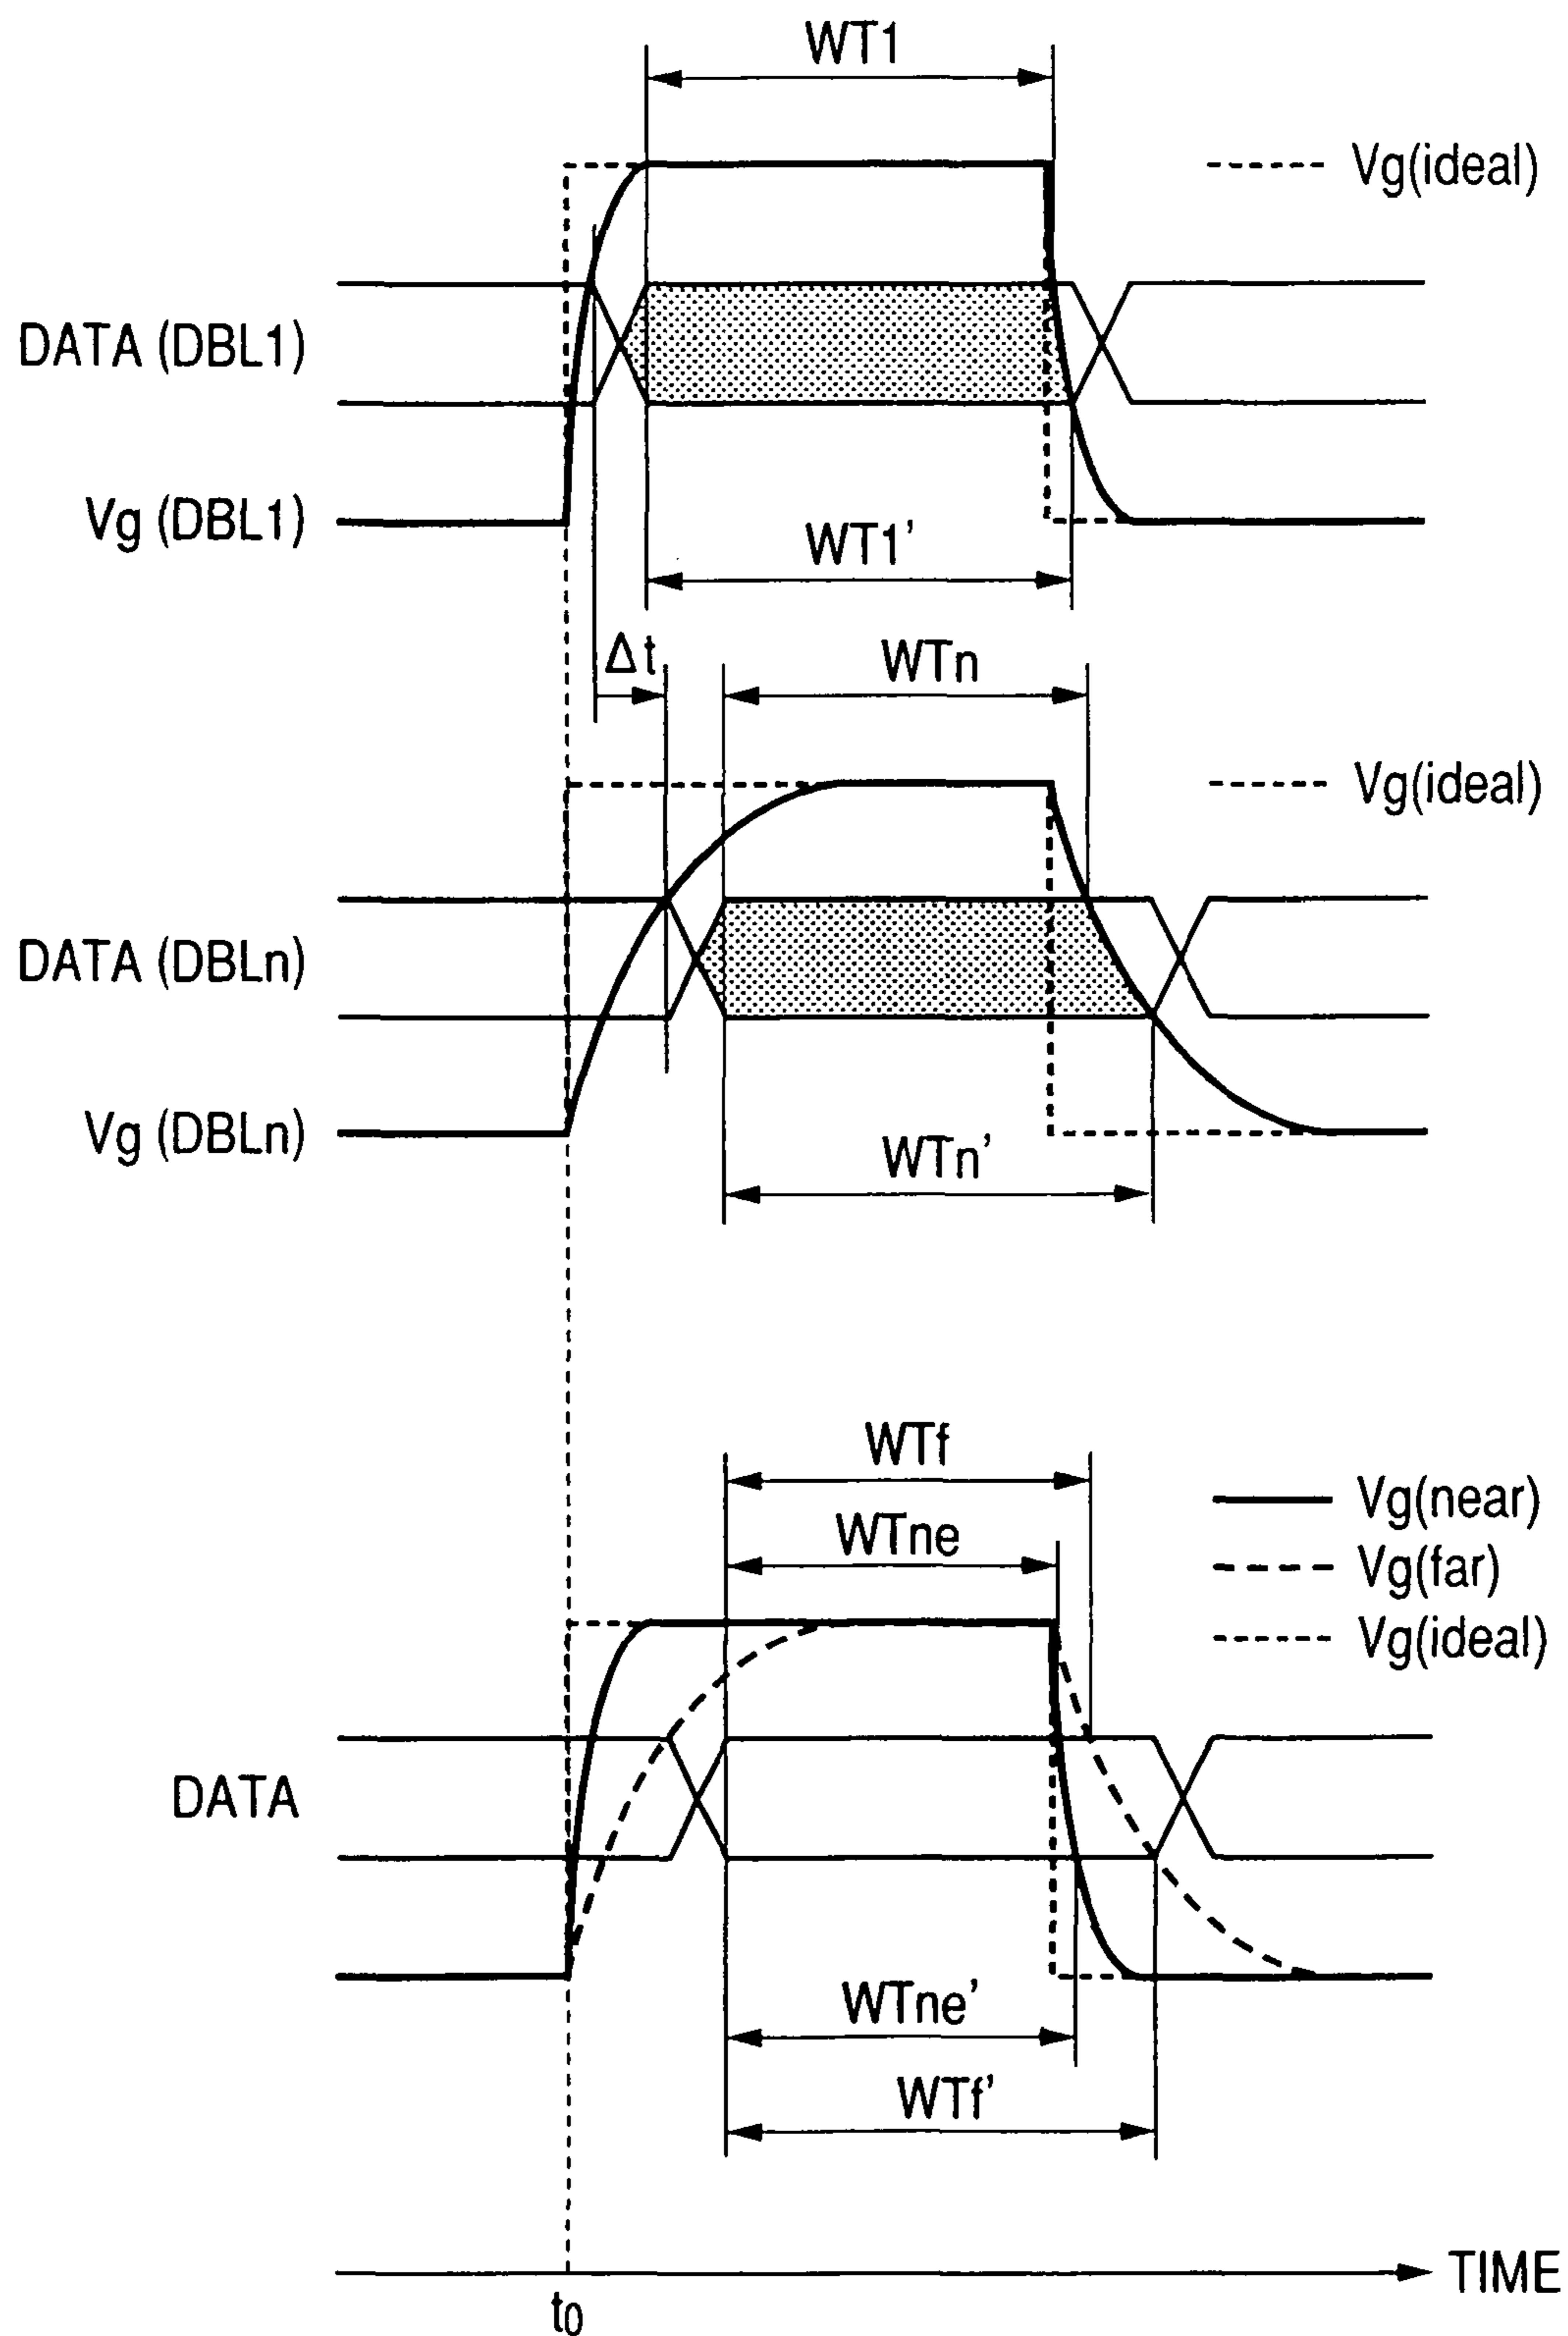 WT1
Vg(ideal)
DATA (DBL1)
Vg (DBL1)
WT1’
Δt
WTn
Vg(ideal)
DATA (DBLn)
Vg (DBLn)
WTn’
WTf
Vg(near)
WTne
Vg(far)
Vg(ideal)
DATA
WTne’
WTf’
TIME
t0